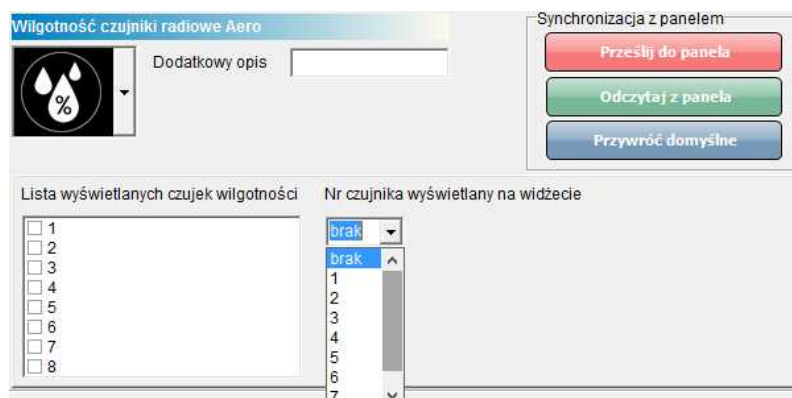 Wilgotność czujniki radiowe Aero
Dodatkowy opis
%
Synchronizacja z panelem
Prześlij do panela
Odczytaj z panela
Przywróć domyślne
Lista wyświetlanych czujek wilgotności
1
2
3
4
5
6
7
8
Nr czujnika wyświetlany na widżecie
brak
brak
1
2
3
4
5
6
7